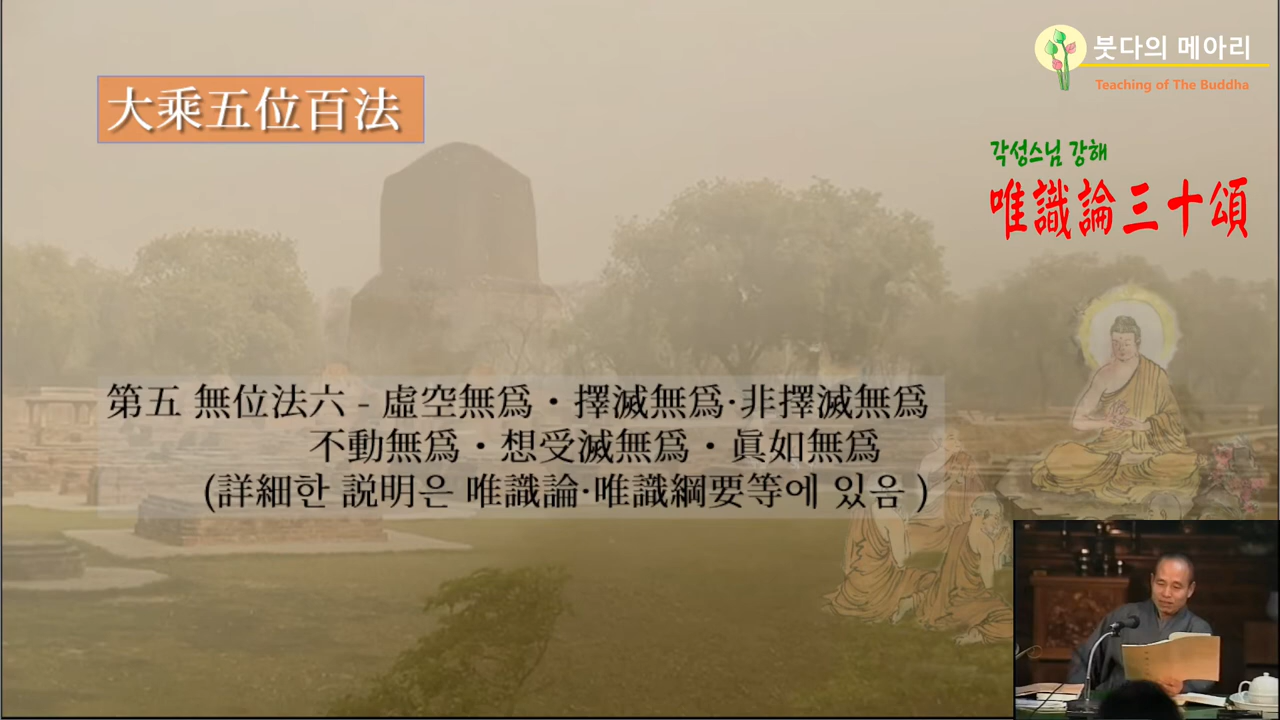 大乘五位百法
붓다의 메아리
Teaching of The Buddha
각성스님 강해
唯識論三十頌
第五 無位法六 - 虛空無爲·擇滅無爲·非擇滅無爲
不動無爲·想受滅無爲·眞如無爲
(詳細한 説明은 唯識論·唯識綱要等에 있음)